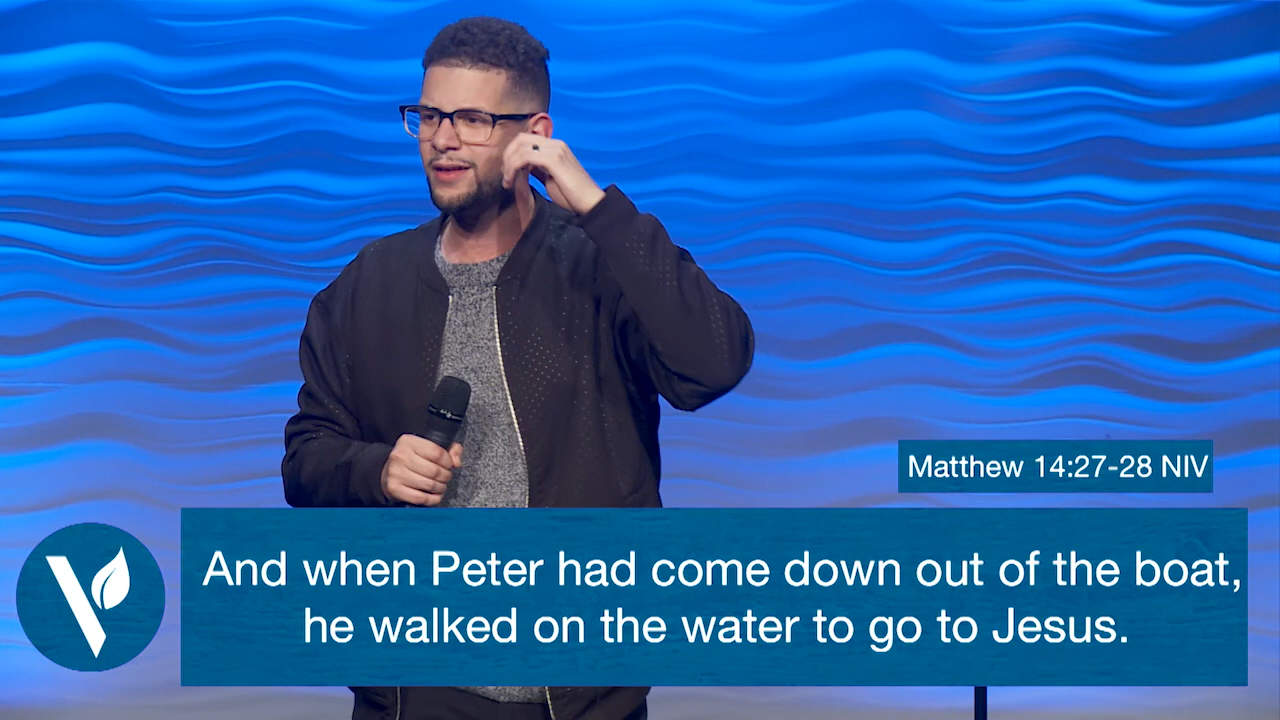 Matthew 14:27-28 NIV
And when Peter had come down out of the boat,
he walked on the water to go to Jesus.